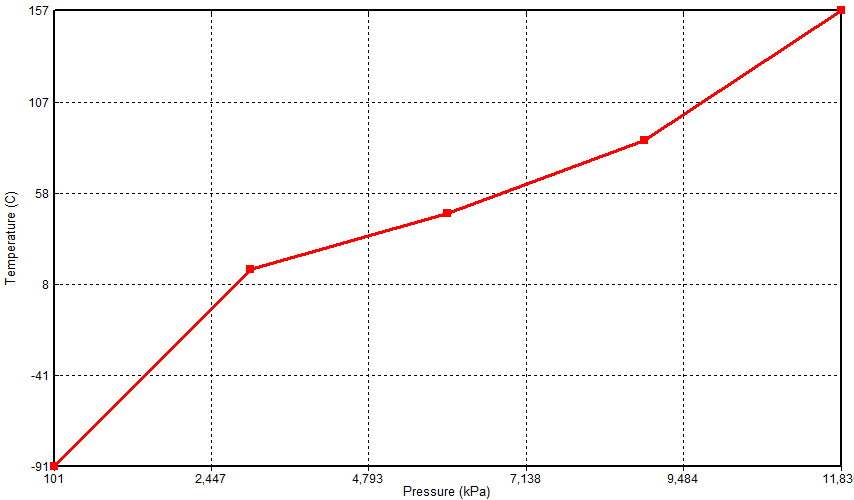 157
107
58
8
-41
-91
Temperature (C)
101 2,447 4,793 7,138 9,484 11,83
Pressure (kPa)